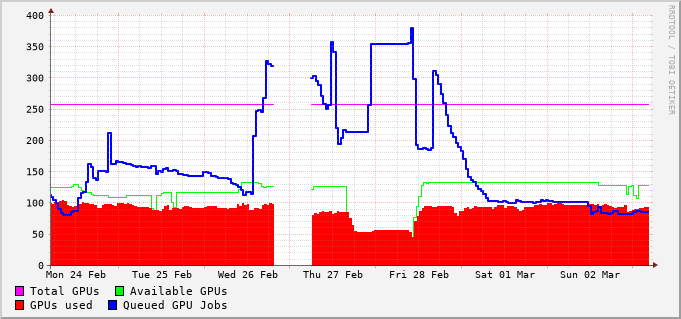 400
350
300
250
200
150
100
50
0
Mon 24 Feb Tue 25 Feb Wed 26 Feb Thu 27 Feb Fri 28 Feb Sat 01 Mar Sun 02 Mar
Total GPUs Available GPUs
GPUs used Queued GPU Jobs
RRDTOOL / TOBI OETIKER